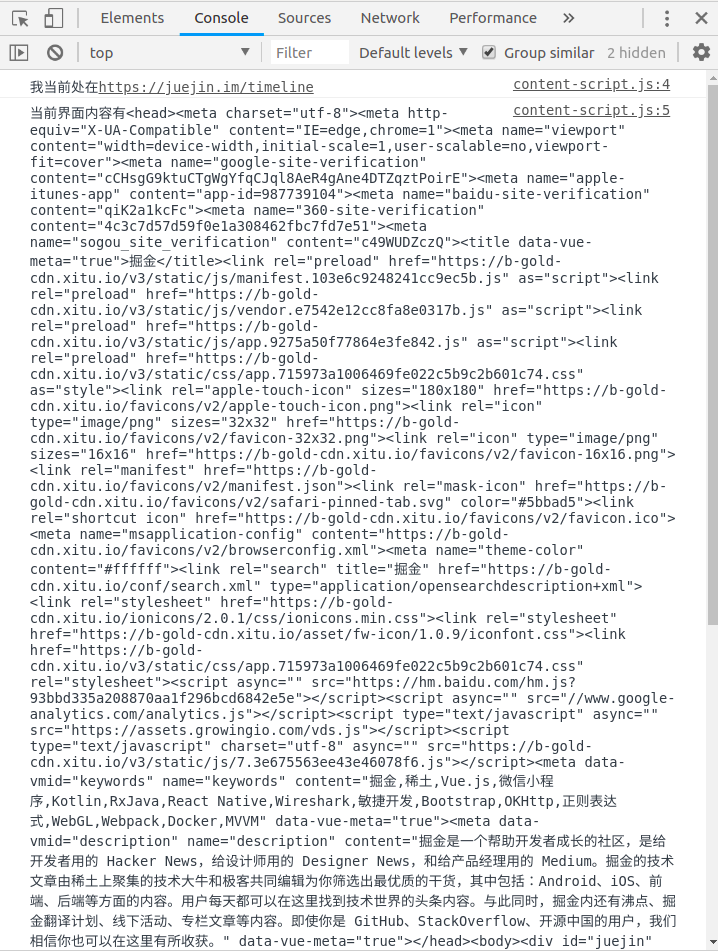 Elements Console Sources Network Performance »
top Filter Default levels Group similar 2 hidden
我当前处在https://juejin.im/timeline content-script.js:4
当前界面内容有<head><meta charset="utf-8"><meta http- content-script.js:5
equiv="X-UA-Compatible" content="IE=edge,chrome=1"><meta name="viewport"
content="width=device-width,initial-scale=1,user-scalable=no,viewport-
fit=cover"><meta name="google-site-verification"
content="cCHsgG9ktuCTgWgYfqCJql8AeR4gAne4DTZqztPoirE"><meta name="apple-
itunes-app" content="app-id=987739104"><meta name="baidu-site-verification"
content="qiK2a1kcFc"><meta name="360-site-verification"
content="4c3c7d57d59f0e1a308462fbc7fd7e51"><meta
name="sogou_site_verification" content="c49WUDZczQ"><title data-vue-
meta="true">掘金</title><link rel="preload" href="https://b-gold-
cdn.xitu.io/v3/static/js/manifest.103e6c9248241cc9ec5b.js" as="script"><link
rel="preload" href="https://b-gold-
cdn.xitu.io/v3/static/js/vendor.e7542e12cc8fa8e0317b.js" as="script"><link
rel="preload" href="https://b-gold-
cdn.xitu.io/v3/static/js/app.9275a50f77864e3fe842.js" as="script"><link
rel="preload" href="https://b-gold-
cdn.xitu.io/v3/static/css/app.715973a1006469fe022c5b9c2b601c74.css"
as="style"><link rel="apple-touch-icon" sizes="180x180" href="https://b-gold-
cdn.xitu.io/favicons/v2/apple-touch-icon.png"><link rel="icon"
type="image/png" sizes="32x32" href="https://b-gold-
cdn.xitu.io/favicons/v2/favicon-32x32.png"><link rel="icon" type="image/png"
sizes="16x16" href="https://b-gold-cdn.xitu.io/favicons/v2/favicon-16x16.png">
<link rel="manifest" href="https://b-gold-
cdn.xitu.io/favicons/v2/manifest.json"><link rel="mask-icon" href="https://b-
gold-cdn.xitu.io/favicons/v2/safari-pinned-tab.svg" color="#5bbad5"><link
rel="shortcut icon" href="https://b-gold-cdn.xitu.io/favicons/v2/favicon.ico">
<meta name="msapplication-config" content="https://b-gold-
cdn.xitu.io/favicons/v2/browserconfig.xml"><meta name="theme-color"
content="#ffffff"><link rel="search" title="掘金" href="https://b-gold-
cdn.xitu.io/conf/search.xml" type="application/opensearchdescription+xml">
<link rel="stylesheet" href="https://b-gold-
cdn.xitu.io/ionicons/2.0.1/css/ionicons.min.css"><link rel="stylesheet"
href="https://b-gold-cdn.xitu.io/asset/fw-icon/1.0.9/iconfont.css"><link
href="https://b-gold-
cdn.xitu.io/v3/static/css/app.715973a1006469fe022c5b9c2b601c74.css"
rel="stylesheet"><script async="" src="https://hm.baidu.com/hm.js?
93bbd335a208870aa1f296bcd6842e5e"></script><script async="" src="//www.google-
analytics.com/analytics.js"></script><script type="text/javascript" async=""
src="https://assets.growingio.com/vds.js"></script><script
type="text/javascript" charset="utf-8" async="" src="https://b-gold-
cdn.xitu.io/v3/static/js/7.3e675563ee43e46078f6.js"></script><meta data-
vmid="keywords" name="keywords" content="掘金,稀土,Vue.js,微信小程
序,Kotlin,RxJava,React Native,Wireshark,敏捷开发,Bootstrap,OKHttp,正则表达
式,WebGL,Webpack,Docker,MVVM" data-vue-meta="true"><meta data-
vmid="description" name="description" content="掘金是一个帮助开发者成长的社区，是给
开发者用的 Hacker News，给设计师用的 Designer News，和给产品经理用的 Medium。掘金的技术
文章由稀土上聚集的技术大牛和极客共同编辑为你筛选出最优质的干货，其中包括：Android、iOS、前
端、后端等方面的内容。用户每天都可以在这里找到技术世界的头条内容。与此同时，掘金内还有沸点、掘
金翻译计划、线下活动、专栏文章等内容。即使你是 GitHub、StackOverflow、开源中国的用户，我们
相信你也可以在这里有所收获。" data-vue-meta="true"></head><body><div id="juejin"